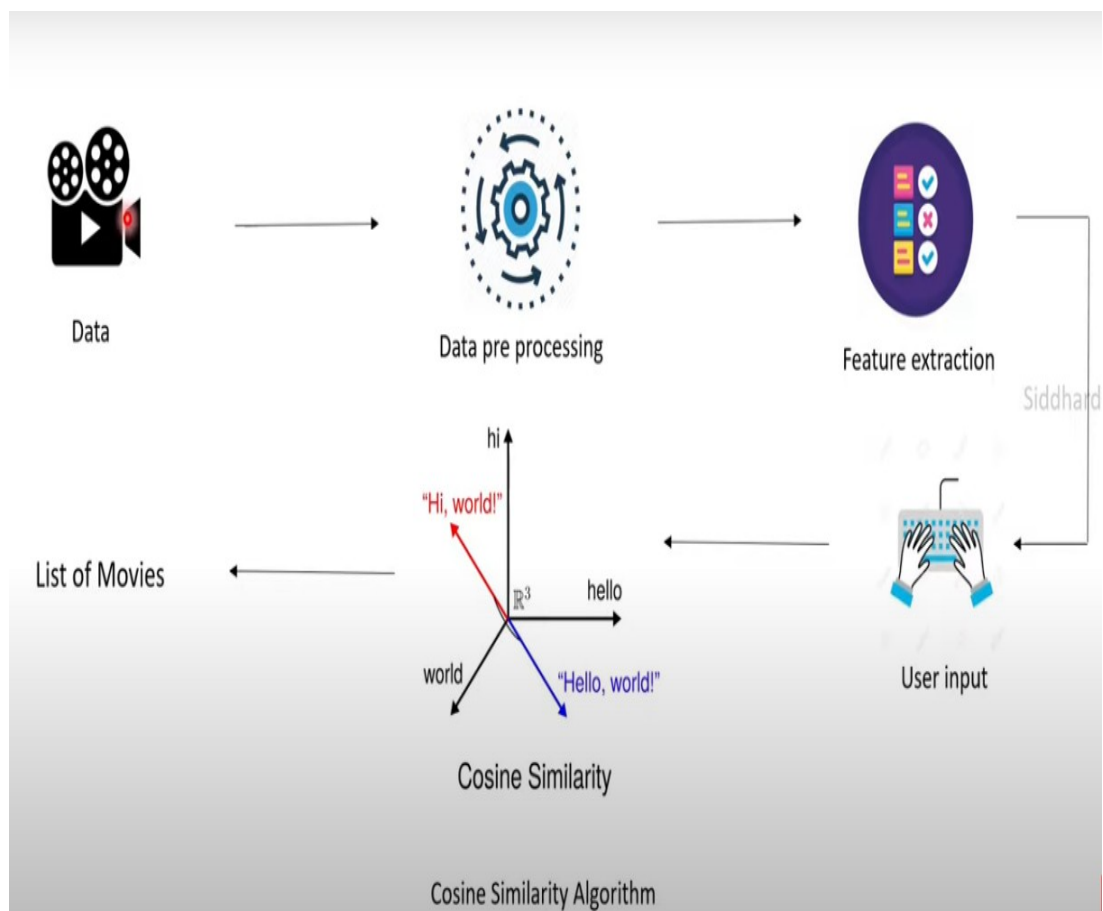 Data
Data pre processing
Feature extraction
Siddhard
hi
“Hi, world!”
ℝ³
hello
world
“Hello, world!”
User input
List of Movies
Cosine Similarity
Cosine Similarity Algorithm